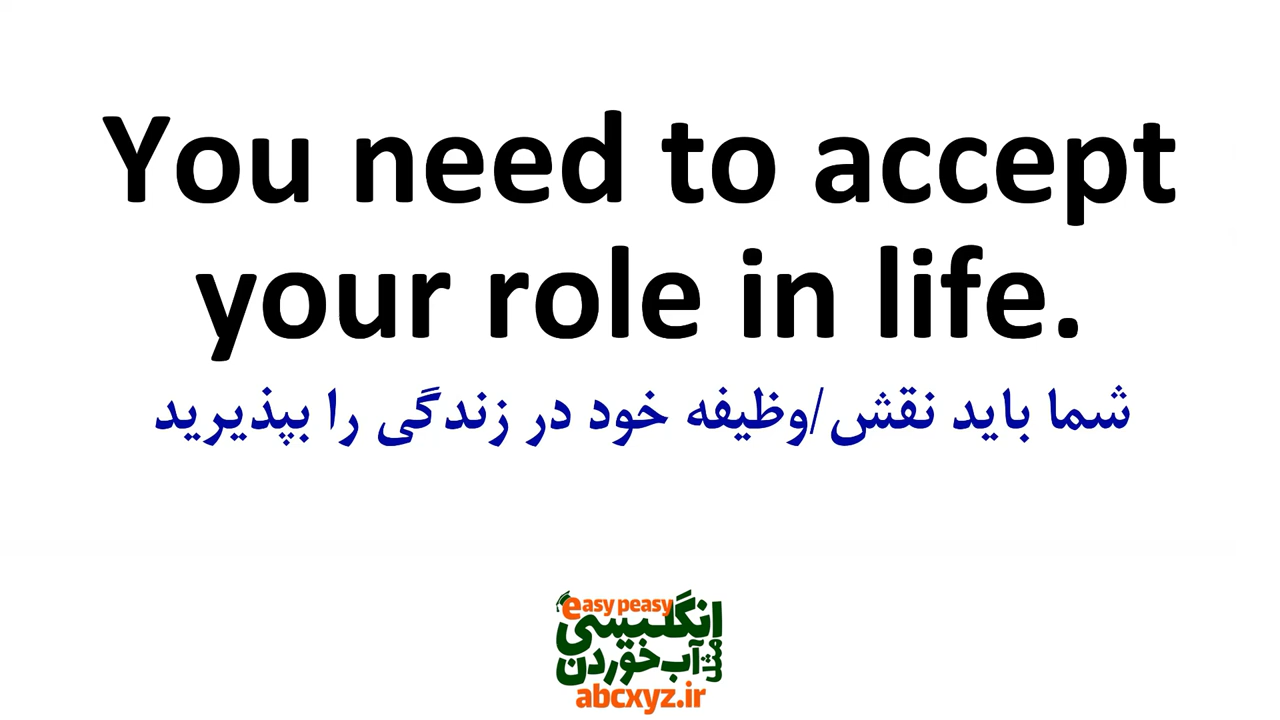 You need to accept
your role in life.
شما باید نقش/وظیفه خود در زندگی را بپذیرید
easy peasy
انگلیسی
مثل آب خوردن
abcxyz.ir